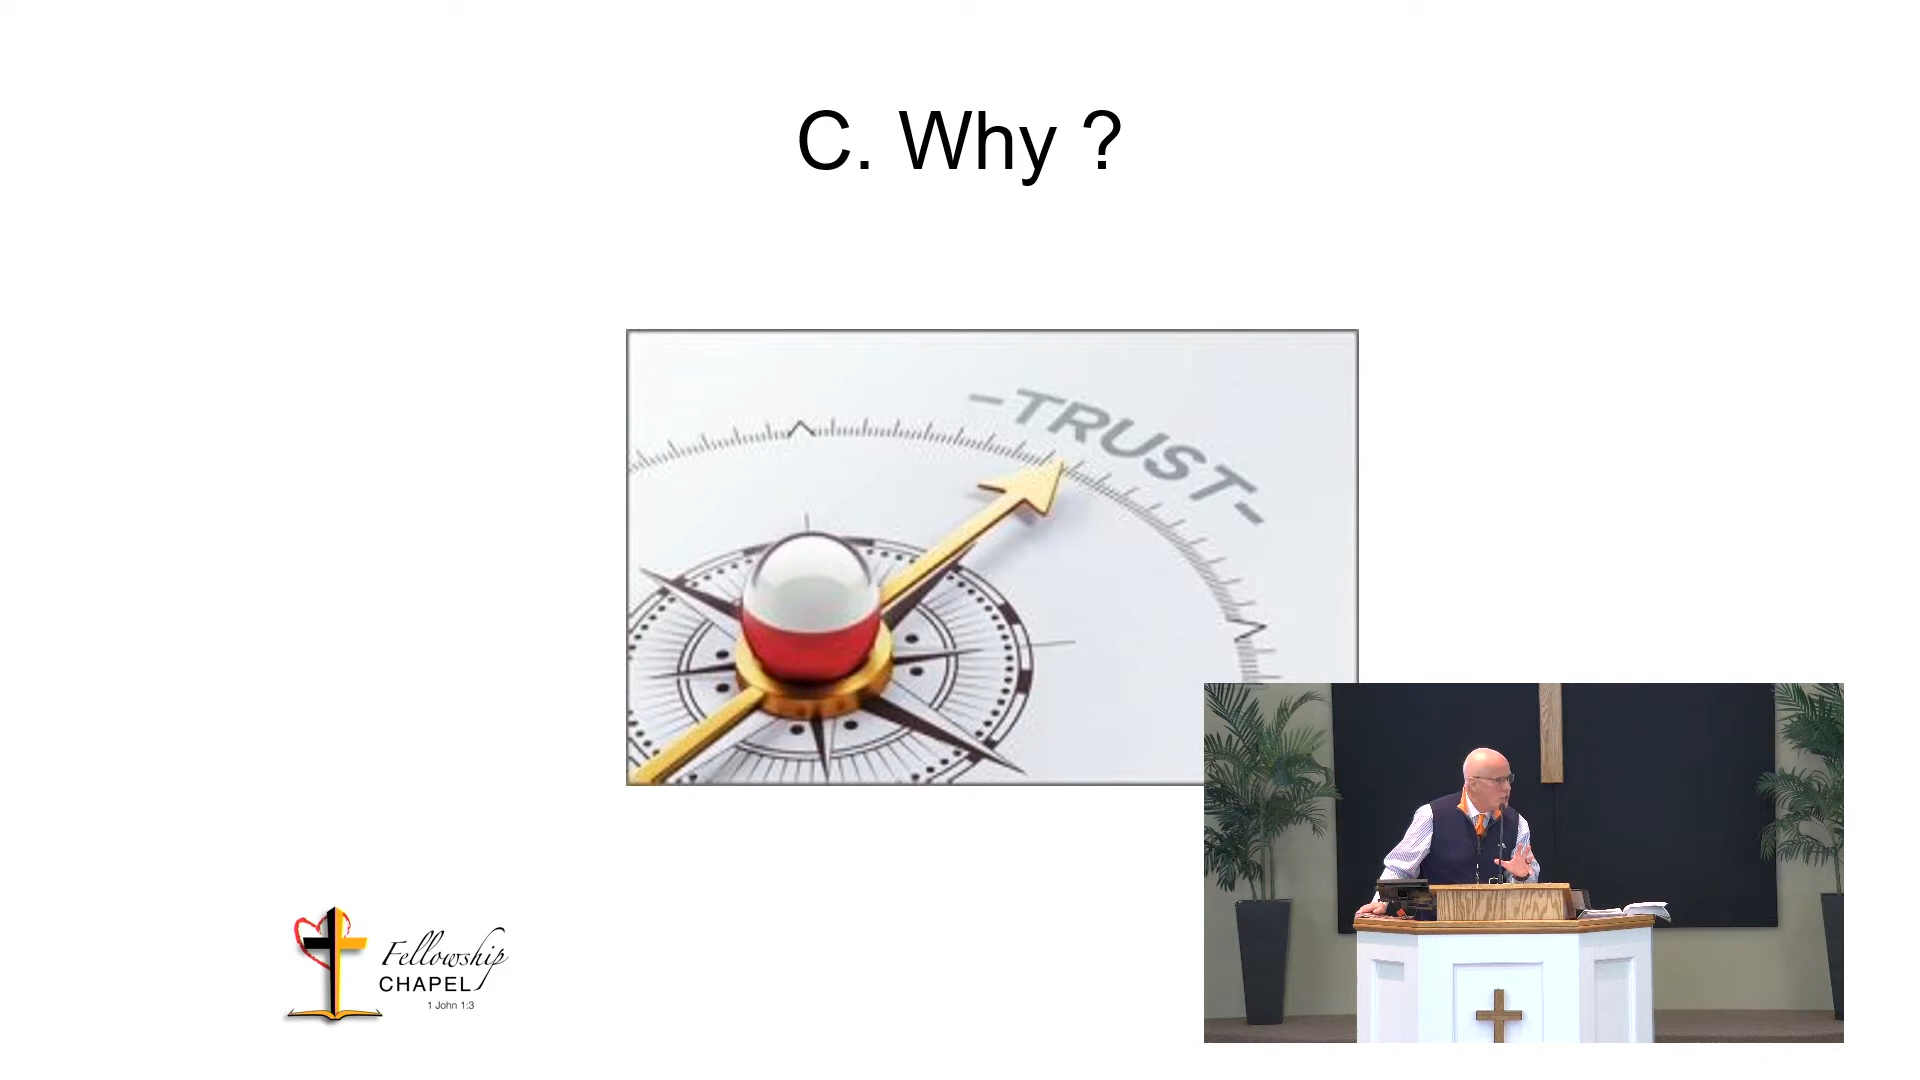 C. Why ?
–TRUST–
Fellowship
CHAPEL
1 John 1:3